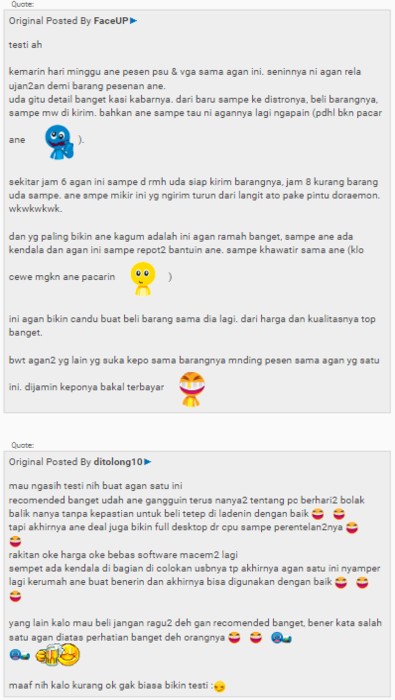 Quote:
Original Posted By FaceUP►
testi ah
kemarin hari minggu ane pesen psu & vga sama agan ini. seninnya ni agan rela
ujan2an demi barang pesenan ane.
uda gitu detail banget kasi kabarnya. dari baru sampe ke distronya, beli barangnya,
sampe mw di kirim. bahkan ane sampe tau ni agannya lagi ngapain (pdhl bkn pacar
ane ).
sekitar jam 6 agan ini sampe d rmh uda siap kirim barangnya, jam 8 kurang barang
uda sampe. ane smpe mikir ini yg ngirim turun dari langit ato pake pintu doraemon.
wkwkwkwk.
dan yg paling bikin ane kagum adalah ini agan ramah banget, sampe ane ada
kendala dan agan ini sampe repot2 bantuin ane. sampe khawatir sama ane (klo
cewe mgkn ane pacarin )
ini agan bikin candu buat beli barang sama dia lagi. dari harga dan kualitasnya top
banget.
bwt agan2 yg lain yg suka kepo sama barangnya mnding pesen sama agan yg satu
ini. dijamin keponya bakal terbayar
Quote:
Original Posted By ditolong10►
mau ngasih testi nih buat agan satu ini
recomended banget udah ane gangguin terus nanya2 tentang pc berhari2 bolak
balik nanya tanpa kepastian untuk beli tetep di ladenin dengan baik
tapi akhirnya ane deal juga bikin full desktop dr cpu sampe perentelan2nya
rakitan oke harga oke bebas software macem2 lagi
sempet ada kendala di bagian di colokan usbnya tp akhirnya agan satu ini nyamper
lagi kerumah ane buat benerin dan akhirnya bisa digunakan dengan baik
yang lain kalo mau beli jangan ragu2 deh gan recomended banget, bener kata salah
satu agan diatas perhatian banget deh orangnya
maaf nih kalo kurang ok gak biasa bikin testi :